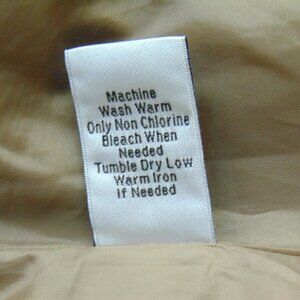 Machine
Wash Warm
Only Non Chlorine
Bleach When
Needed
Tumble Dry Low
Warm Iron
If Needed